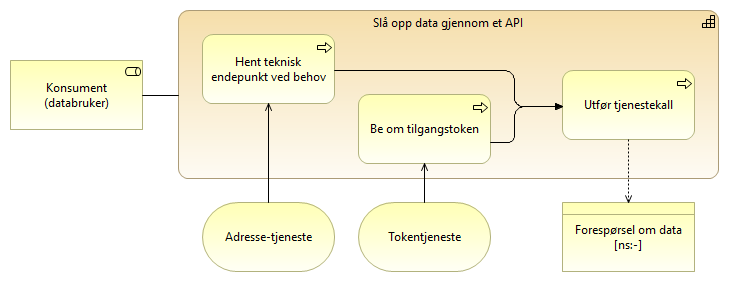 Slå opp data gjennom et API
Konsument
(databruker)
Hent teknisk
endepunkt ved behov
Be om tilgangstoken
Utfør tjenestekall
Adresse-tjeneste
Tokentjeneste
Forespørsel om data
[ns:-]